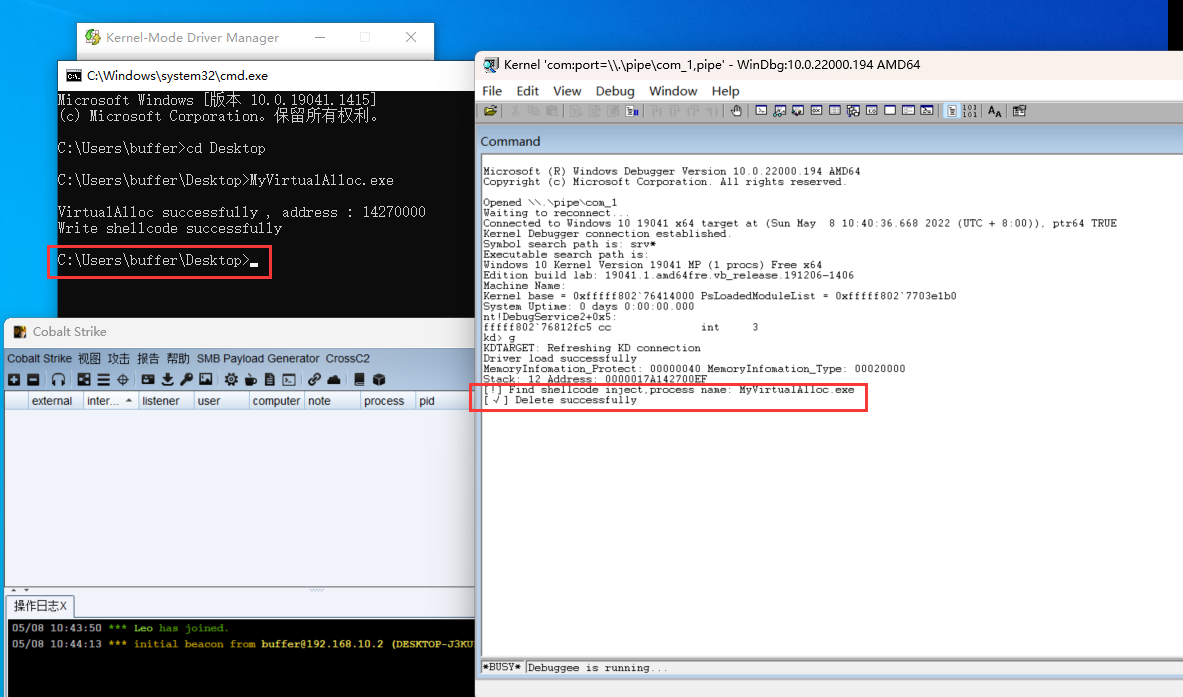 Kernel-Mode Driver Manager
C:\Windows\system32\cmd.exe
Microsoft Windows [版本 10.0.19041.1415]
(c) Microsoft Corporation。保留所有权利。
C:\Users\buffer>cd Desktop
C:\Users\buffer\Desktop>MyVirtualAlloc.exe
VirtualAlloc successfully , address : 14270000
Write shellcode successfully
C:\Users\buffer\Desktop>
Cobalt Strike
Cobalt Strike 视图 攻击 报告 帮助 SMB Payload Generator CrossC2
external inter... listener user computer note process pid
操作日志X
05/08 10:43:50 *** Leo has joined.
05/08 10:44:13 *** initial beacon from buffer@192.168.10.2 (DESKTOP-J3KU
Kernel 'com:port=\\.\pipe\com_1,pipe' - WinDbg:10.0.22000.194 AMD64
File Edit View Debug Window Help
Command
Microsoft (R) Windows Debugger Version 10.0.22000.194 AMD64
Copyright (c) Microsoft Corporation. All rights reserved.
Opened \\.\pipe\com_1
Waiting to reconnect...
Connected to Windows 10 19041 x64 target at (Sun May  8 10:40:36.668 2022 (UTC + 8:00)), ptr64 TRUE
Kernel Debugger connection established.
Symbol search path is: srv*
Executable search path is:
Windows 10 Kernel Version 19041 MP (1 procs) Free x64
Edition build lab: 19041.1.amd64fre.vb_release.191206-1406
Machine Name:
Kernel base = 0xfffff802`76414000 PsLoadedModuleList = 0xfffff802`7703e1b0
System Uptime: 0 days 0:00:00.000
nt!DebugService2+0x5:
fffff802`76812fc5 cc int 3
kd> g
KDTARGET: Refreshing KD connection
Driver load successfully
MemoryInfomation_Protect: 00000040 MemoryInfomation_Type: 00020000
Stack: 12 Address: 0000017A142700EF
[!] Find shellcode inject,process name: MyVirtualAlloc.exe
[√] Delete successfully
*BUSY* Debuggee is running...